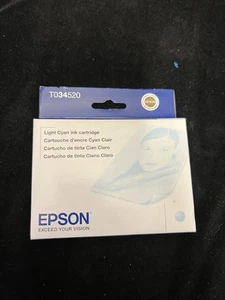 T034520
EPSON
Light Cyan ink cartridge
Cartouche d'encre Cyan Clair
Cartucho de tinta Cian Claro
Cartucho de tinta Ciano Claro
EPSON
EXCEED YOUR VISION